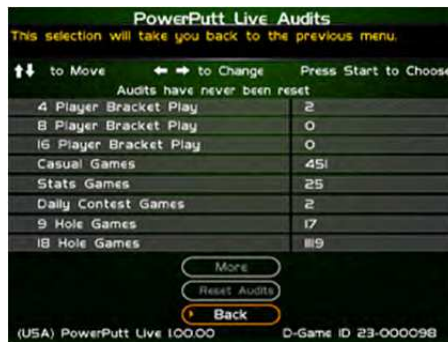 PowerPutt Live Audits
This selection will take you back to the previous menu.
to Move to Change Press Start to Choose
Audits have never been reset
4 Player Bracket Play 2
8 Player Bracket Play 0
16 Player Bracket Play 0
Casual Games 451
Stats Games 25
Daily Contest Games 2
9 Hole Games 17
18 Hole Games 1119
More
Reset Audits
Back
(USA) PowerPutt Live 1.00.00 D-Game ID 23-000098